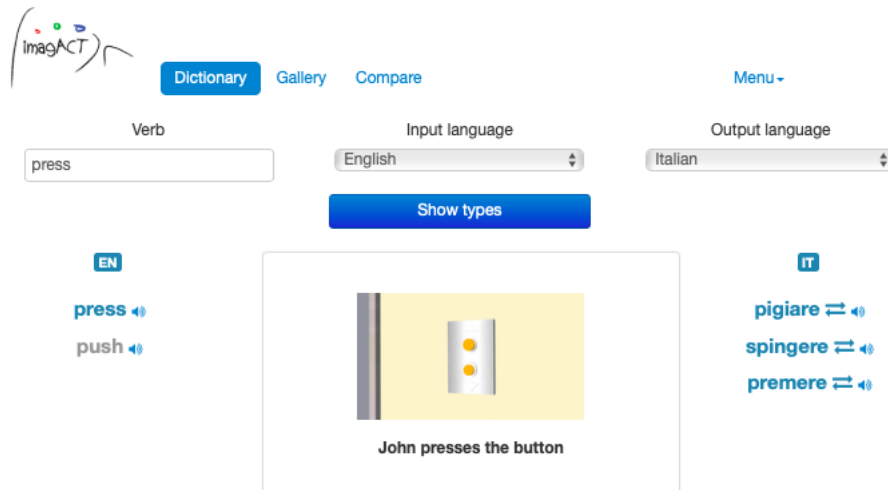 imagACT
Dictionary Gallery Compare Menu
Verb Input language Output language
press English Italian
Show types
EN IT
press pigiare
push spingere
premere
John presses the button